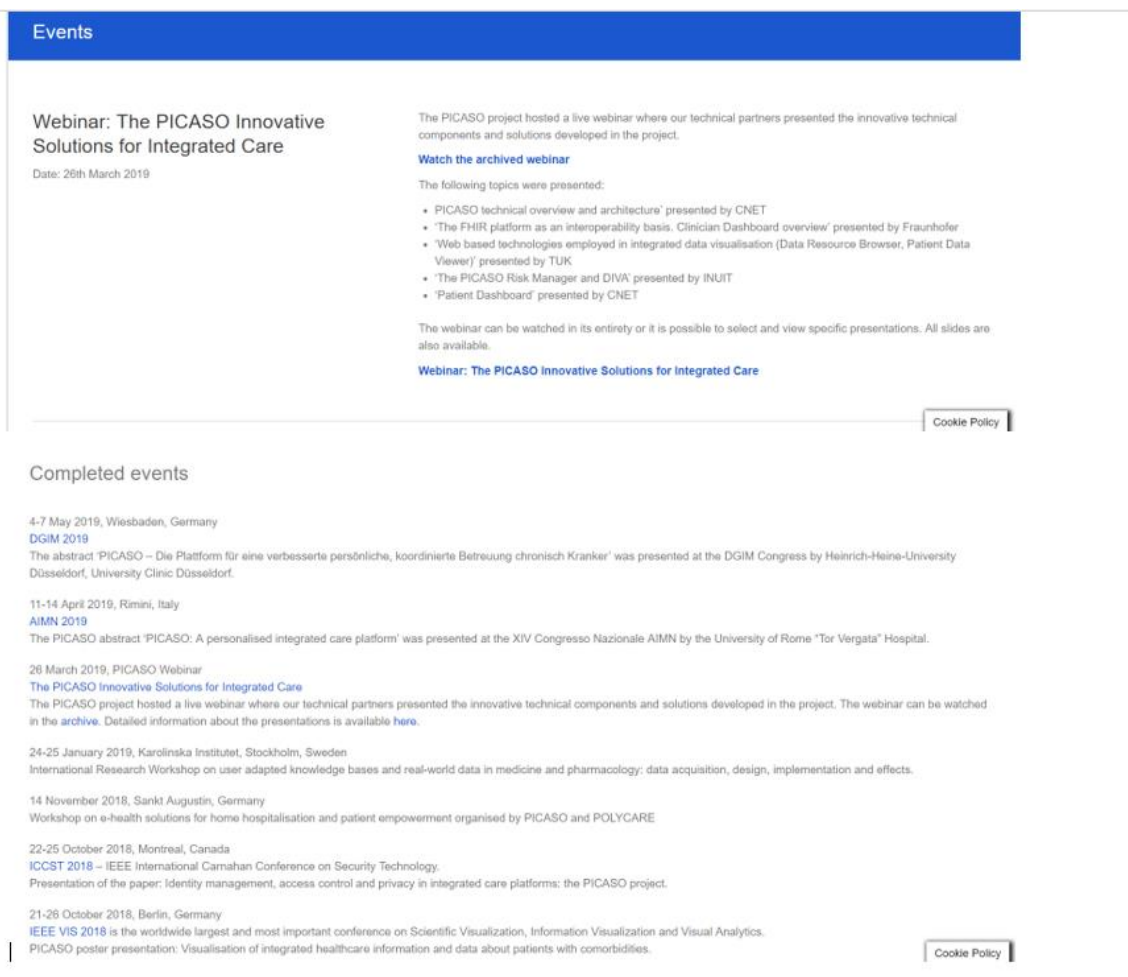 Events
Webinar: The PICASO Innovative
Solutions for Integrated Care
Date: 26th March 2019
The PICASO project hosted a live webinar where our technical partners presented the innovative technical
components and solutions developed in the project.
Watch the archived webinar
The following topics were presented:
• PICASO technical overview and architecture' presented by CNET
• 'The FHIR platform as an interoperability basis. Clinician Dashboard overview' presented by Fraunhofer
• 'Web based technologies employed in integrated data visualisation (Data Resource Browser, Patient Data
Viewer)' presented by TUK
• 'The PICASO Risk Manager and DIVA' presented by INUIT
• 'Patient Dashboard' presented by CNET
The webinar can be watched in its entirety or it is possible to select and view specific presentations. All slides are
also available.
Webinar: The PICASO Innovative Solutions for Integrated Care
Cookie Policy
Completed events
4-7 May 2019, Wiesbaden, Germany
DGIM 2019
The abstract 'PICASO – Die Plattform für eine verbesserte persönliche, koordinierte Betreuung chronisch Kranker' was presented at the DGIM Congress by Heinrich-Heine-University
Düsseldorf, University Clinic Düsseldorf.
11-14 April 2019, Rimini, Italy
AIMN 2019
The PICASO abstract 'PICASO: A personalised integrated care platform' was presented at the XIV Congresso Nazionale AIMN by the University of Rome "Tor Vergata" Hospital.
26 March 2019, PICASO Webinar
The PICASO Innovative Solutions for Integrated Care
The PICASO project hosted a live webinar where our technical partners presented the innovative technical components and solutions developed in the project. The webinar can be watched
in the archive. Detailed information about the presentations is available here.
24-25 January 2019, Karolinska Institutet, Stockholm, Sweden
International Research Workshop on user adapted knowledge bases and real-world data in medicine and pharmacology: data acquisition, design, implementation and effects.
14 November 2018, Sankt Augustin, Germany
Workshop on e-health solutions for home hospitalisation and patient empowerment organised by PICASO and POLYCARE
22-25 October 2018, Montreal, Canada
ICCST 2018 – IEEE International Carnahan Conference on Security Technology.
Presentation of the paper: Identity management, access control and privacy in integrated care platforms: the PICASO project.
21-26 October 2018, Berlin, Germany
IEEE VIS 2018 is the worldwide largest and most important conference on Scientific Visualization, Information Visualization and Visual Analytics.
PICASO poster presentation: Visualisation of integrated healthcare information and data about patients with comorbidities.
Cookie Policy